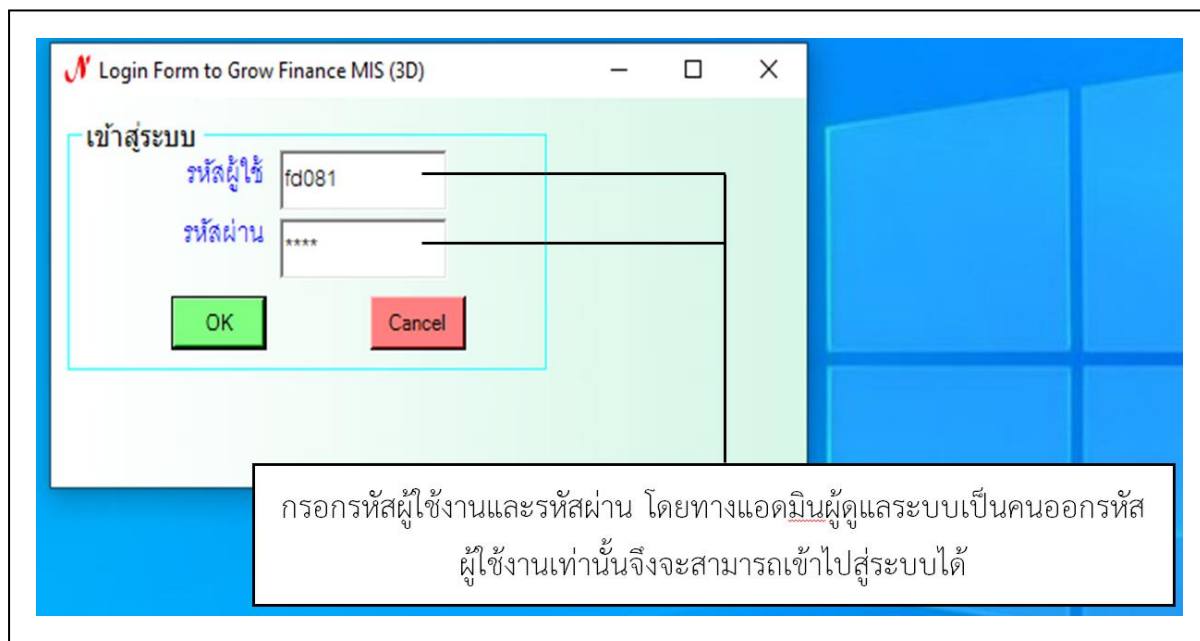 Login Form to Grow Finance MIS (3D)
เข้าสู่ระบบ
รหัสผู้ใช้ fd081
รหัสผ่าน ****
OK Cancel
กรอกรหัสผู้ใช้งานและรหัสผ่าน โดยทางแอดมินผู้ดูแลระบบเป็นคนออกรหัส
ผู้ใช้งานเท่านั้นจึงจะสามารถเข้าไปสู่ระบบได้